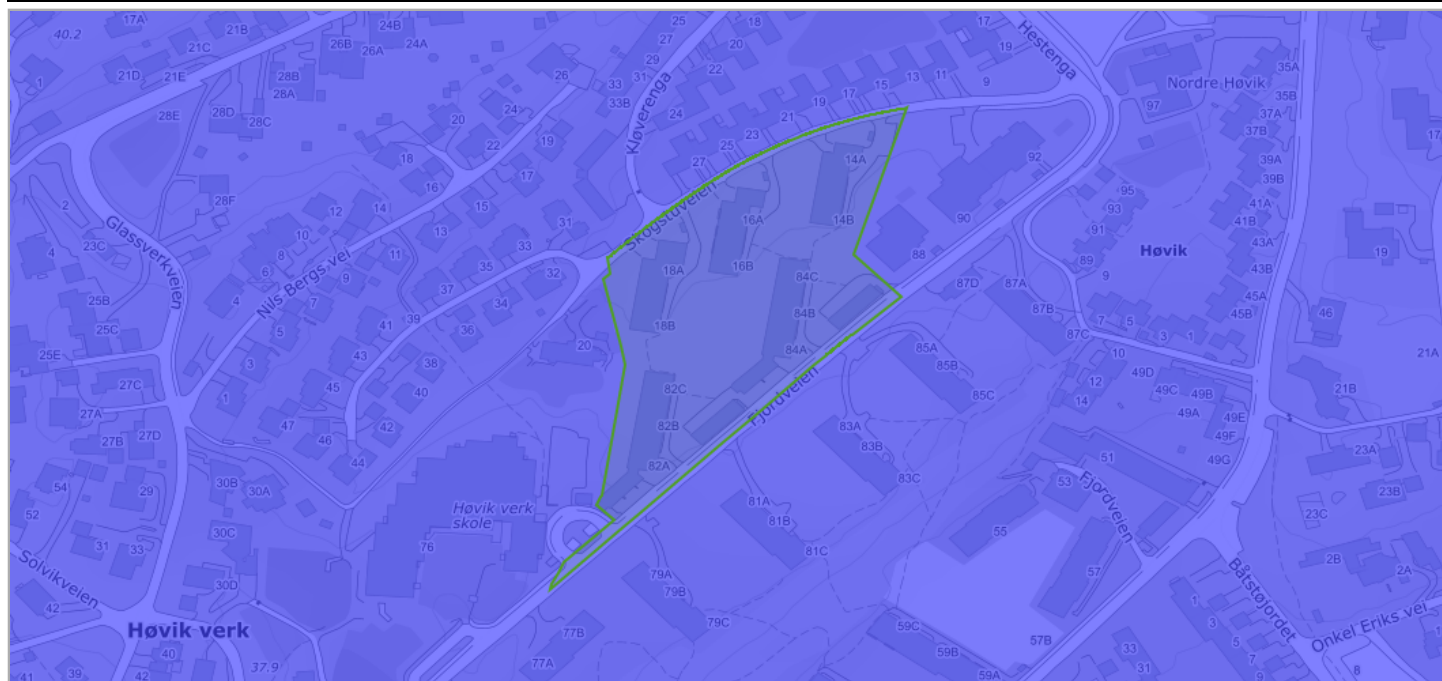 17A
21B
24B
25
18
17
40.2
21C
26B
24A
27
20
Hestenga
26A
29
19
1
21D
21E
28B
26
33
31
22
35A
28A
33B
13
11
9
Nordre Høvik
15
28E
28D
24
Kløverenga
17
97
35B
28C
20
24
19
37A
22
19
21
37B
17
23
18
25
14A
92
39A
16
17
27
39B
2
28F
95
12
14
15
31
16A
14B
90
93
41A
Glassverkveien
Skogstuveien
41B
23C
10
13
91
4
8
11
33
88
Høvik
43A
19
6
35
32
18A
16B
89
9
43B
Nils Bergs vei
9
37
84C
87D
87A
25B
4
7
34
45A
39
87B
45B
46
25C
5
41
36
18B
84B
7
5
3
1
87C
25E
3
43
38
20
84A
85A
10
49D
21A
27C
1
45
40
82C
Fjordveien
85B
12
49C
49B
21B
27A
47
42
85C
14
49A
49E
27D
46
82B
83A
49F
27B
83B
23A
44
82A
51
49G
54
29
30B
30A
83C
53
23B
52
Høvik verk
skole
81A
Fjordveien
23C
30C
81B
55
31
33
76
81C
2B
Solvikveien
79A
57
2A
30D
79B
Båtstøjordet
42
1
Høvik verk
77B
79C
59C
57B
3
Onkel Eriks vei
40
33
5
41
39
42
37.9
77A
59B
59A
31
7
9
8